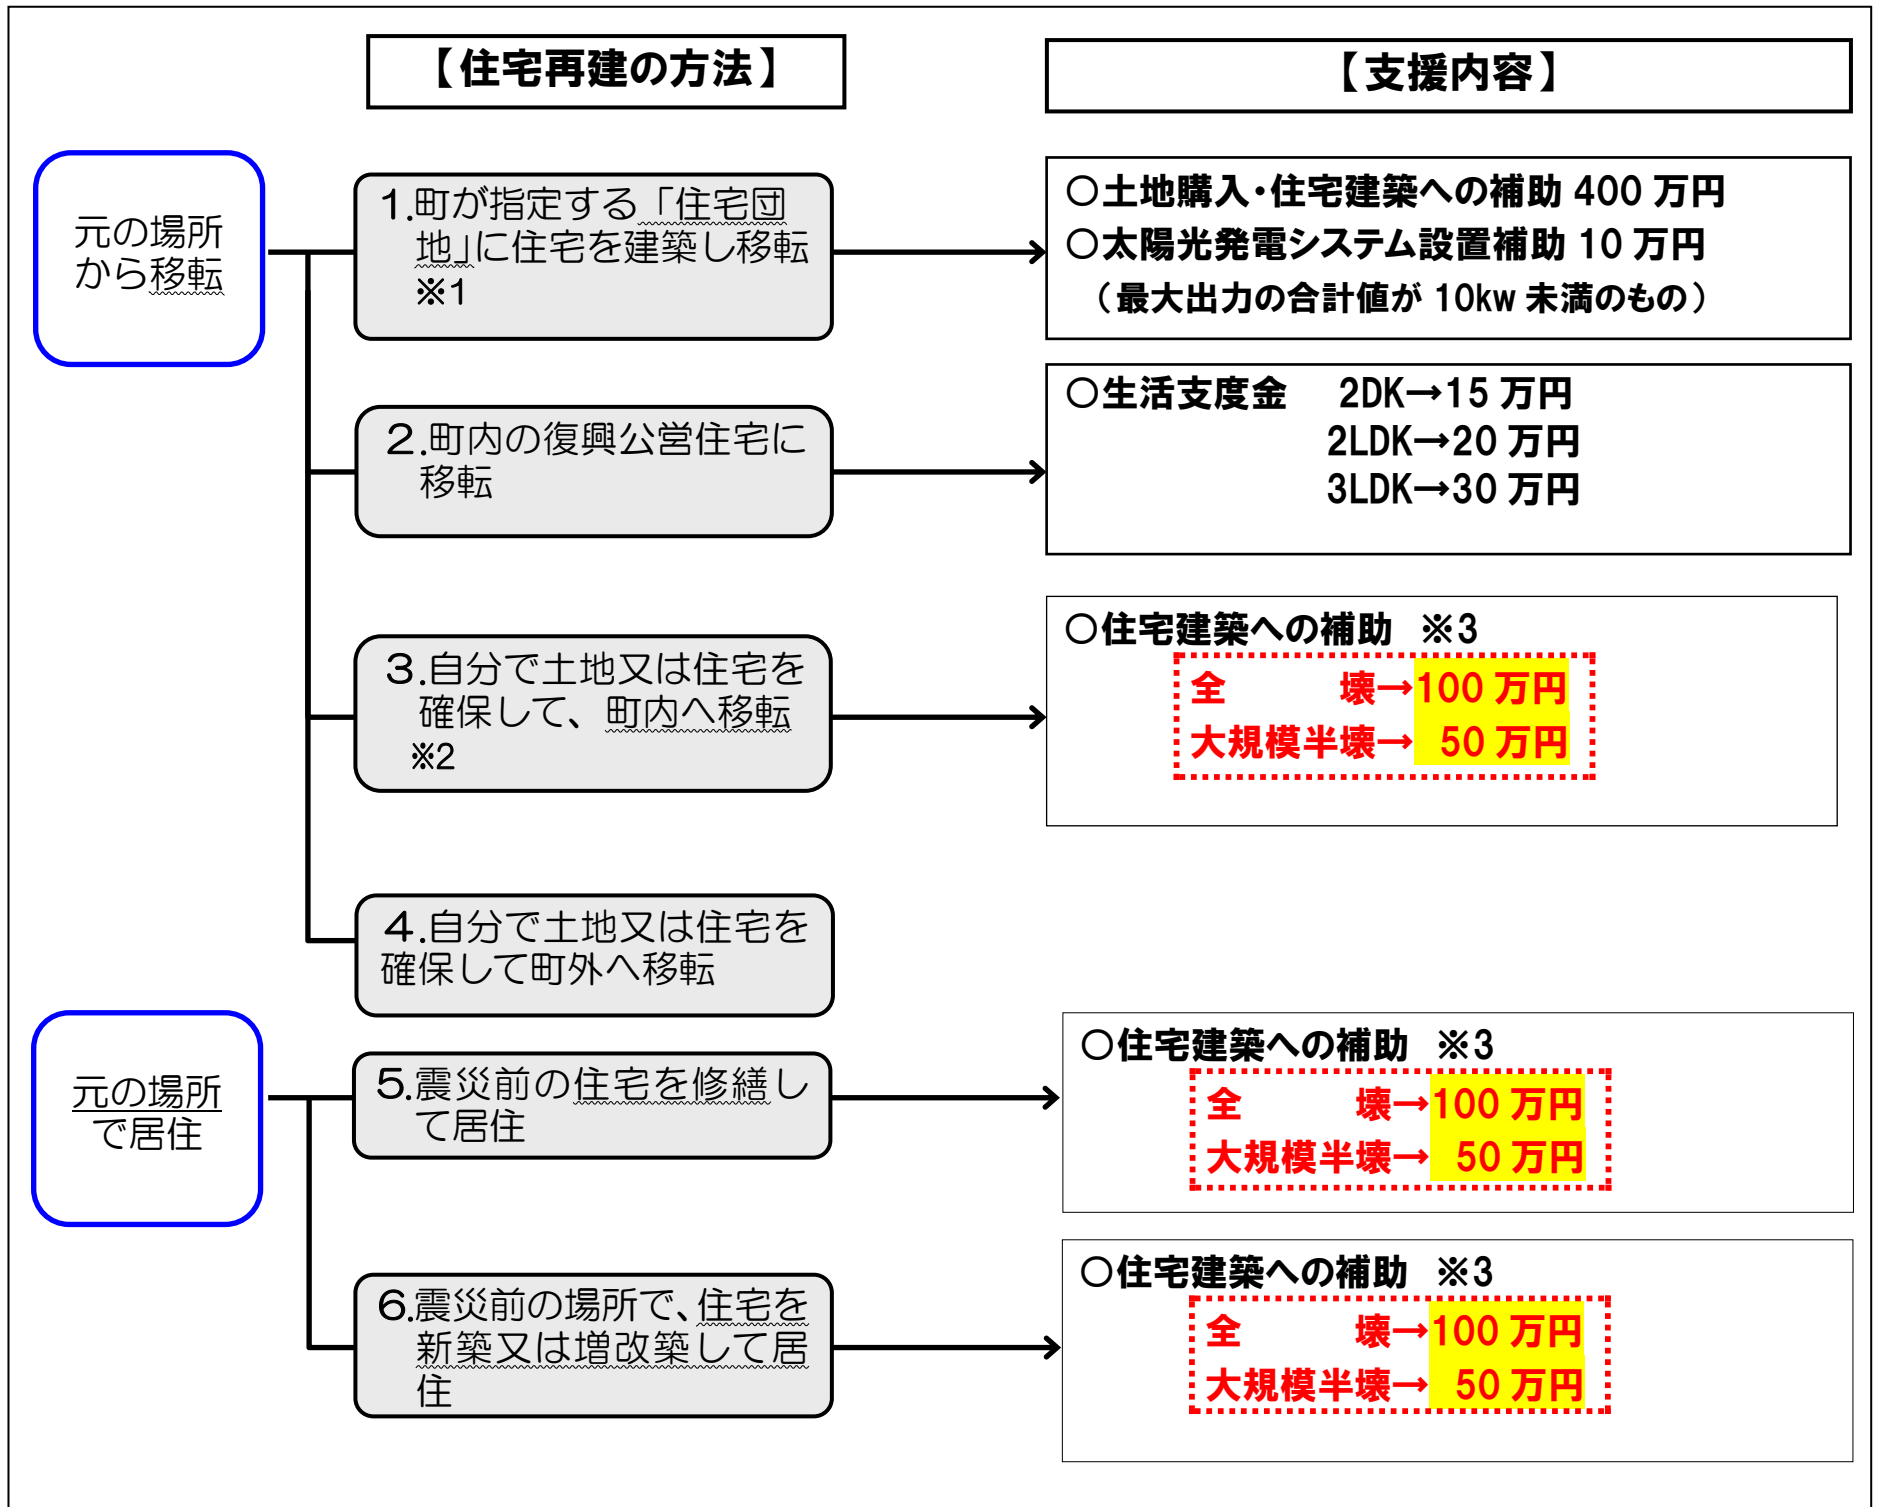 【住宅再建の方法】
【支援内容】
元の場所
から移転
1.町が指定する「住宅団
地」に住宅を建築し移転
※1
○土地購入・住宅建築への補助 400 万円
○太陽光発電システム設置補助 10 万円
（最大出力の合計値が 10kw 未満のもの）
2.町内の復興公営住宅に
移転
○生活支度金 2DK→15 万円
2LDK→20 万円
3LDK→30 万円
3.自分で土地又は住宅を
確保して、町内へ移転
※2
○住宅建築への補助 ※3
全 壊→100 万円
大規模半壊→ 50 万円
4.自分で土地又は住宅を
確保して町外へ移転
元の場所
で居住
5.震災前の住宅を修繕し
て居住
○住宅建築への補助 ※3
全 壊→100 万円
大規模半壊→ 50 万円
6.震災前の場所で、住宅を
新築又は増改築して居
住
○住宅建築への補助 ※3
全 壊→100 万円
大規模半壊→ 50 万円